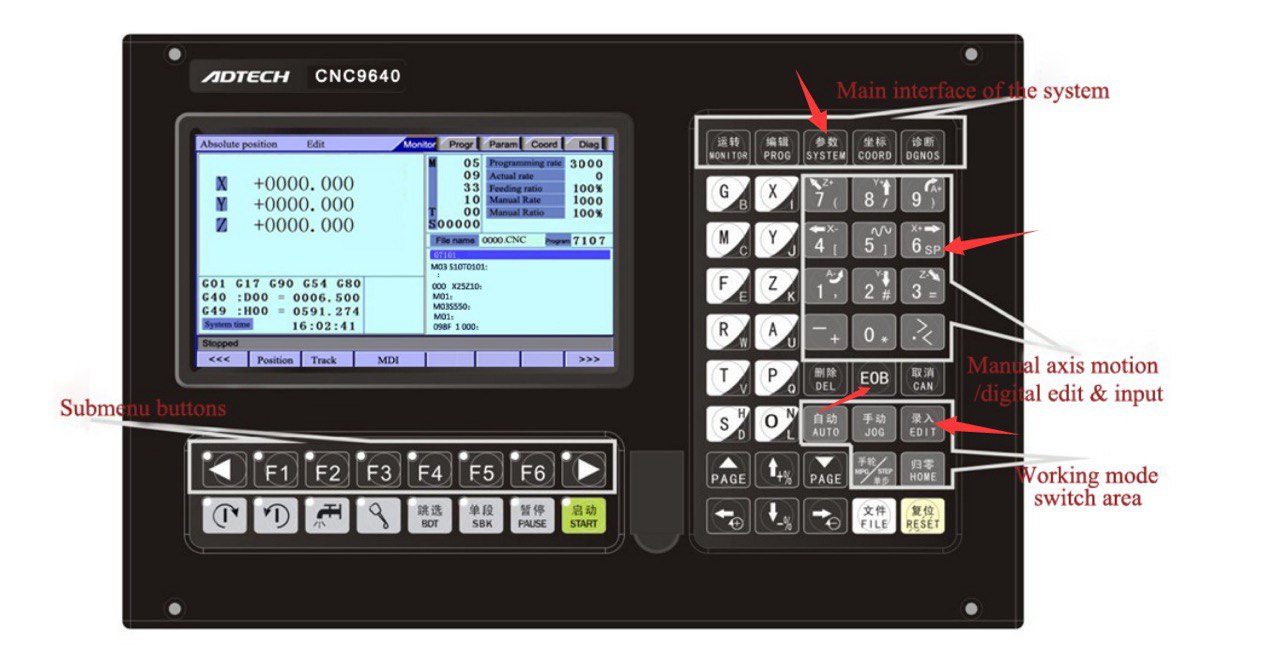 ADTECH CNC9640
Main interface of the system
Absolute position Edit Monitor Progr Param Coord Diag
X +0000.000
Y +0000.000
Z +0000.000
M 05
09
33
10
T 00
S00000
Programming rate 3000
Actual rate 0
Feeding ratio 100%
Manual Rate 1000
Manual Ratio 100%
File name 0000.CNC Program 7107
07101
M03 S10T0101:
:
000 X25Z10:
M01:
M03S550:
M01:
098F 1000:
G01 G17 G90 G54 G80
G40 :D00 = 0006.500
G49 :H00 = 0591.274
System time 16:02:41
Stopped
<<< Position Track MDI >>>
运转 编辑 参数 坐标 诊断
MONITOR PROG SYSTEM COORD DGNOS
G B X I Z+ 7 ( Y+ 8 / A+ 9 )
M C Y J X- 4 [ 5 ] X+ 6 SP
F E Z K A- 1 , Y- 2 # Z- 3 =
R W A U - + 0 * . > <
T V P Q 删除 DEL EOB 取消 CAN
S H D O N L 自动 AUTO 手动 JOG 录入 EDIT
PAGE +% PAGE 手轮 MPG STEP 单步 归零 HOME
-% 文件 FILE 复位 RESET
Manual axis motion
/digital edit & input
Submenu buttons
F1 F2 F3 F4 F5 F6
跳选 单段 暂停 启动
BDT SBK PAUSE START
Working mode
switch area